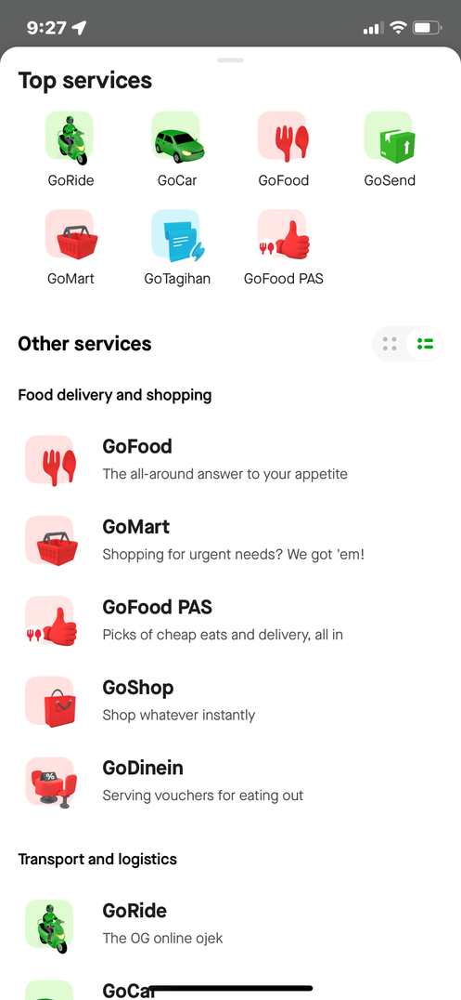 9:27
Top services
GoRide
GoCar
GoFood
GoSend
GoMart
GoTagihan
GoFood PAS
Other services
Food delivery and shopping
GoFood
The all-around answer to your appetite
GoMart
Shopping for urgent needs? We got 'em!
GoFood PAS
Picks of cheap eats and delivery, all in
GoShop
Shop whatever instantly
%
GoDinein
Serving vouchers for eating out
Transport and logistics
GoRide
The OG online ojek
GoCar